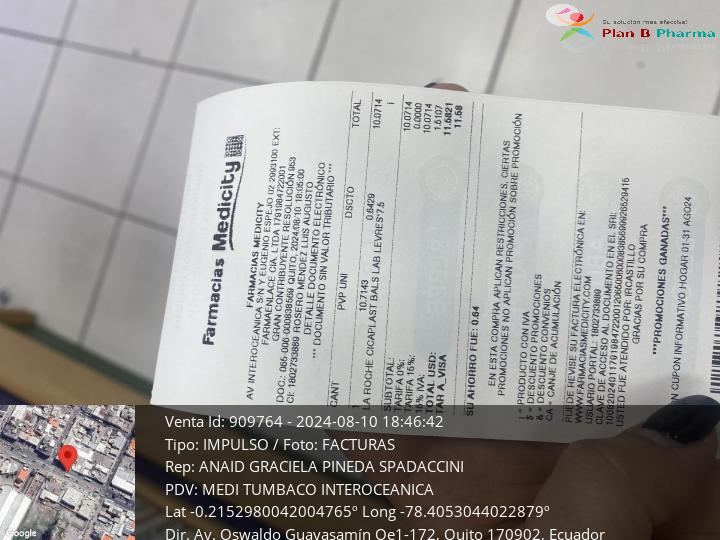 Su solución más efectiva!
Plan B Pharma
Farmacias Medicity
FARMACIAS MEDICITY
AV INTEROCEANICA S/N Y EUGENIO ESPEJO 02 2993100 EXT:
FARMAENLACE CIA. LTDA 1791984722001
GRAN CONTRIBUYENTE RESOLUCIÓN 953
DOC.: 065-006-000838569 QUITO, 2024/08/10 18:05:00
CI: 1802733889 ROSERO MENDEZ LUIS AUGUSTO
DETALLE DOCUMENTO ELECTRÓNICO
*** DOCUMENTO SIN VALOR TRIBUTARIO ***
CANT PVP UNI DSCTO TOTAL
1 10.7143 0.6429 10.0714
LA ROCHE CICAPLAST BALS LAB LEVRES*7.5 i
SUBTOTAL: 10.0714
TARIFA 0%: 0.0000
TARIFA 15%: 10.0714
15% IVA: 1.5107
TOTAL USD: 11.5821
TAR A. VISA 11.58
SU AHORRO FUE: 0.64
EN ESTA COMPRA APLICAN RESTRICCIONES, CIERTAS
PROMOCIONES NO APLICAN PROMOCIÓN SOBRE PROMOCIÓN
i = PRODUCTO CON IVA
$ = DESCUENTO PROMOCIONES
& = DESCUENTO CONVENIOS
CA = CANJE DE ACUMULACIÓN
PUEDE REVISE SU FACTURA ELECTRÓNICA EN:
WWW.FARMACIASMEDICITY.COM
USUARIO PORTAL: 1802733889
CLAVE DE ACCESO AL DOCUMENTO EN EL SRI:
USTED FUE ATENDIDO POR: IRCASTILLO
GRACIAS POR SU COMPRA
***PROMOCIONES GANADAS***
N CUPON INFORMATIVO HOGAR 01-31 AGO24
Google
Venta Id: 909764 - 2024-08-10 18:46:42
Tipo: IMPULSO / Foto: FACTURAS
Rep: ANAID GRACIELA PINEDA SPADACCINI
PDV: MEDI TUMBACO INTEROCEANICA
Lat -0.2152980042004765º Long -78.4053044022879º
Dir. Av. Oswaldo Guayasamín Oe1-172, Quito 170902, Ecuador